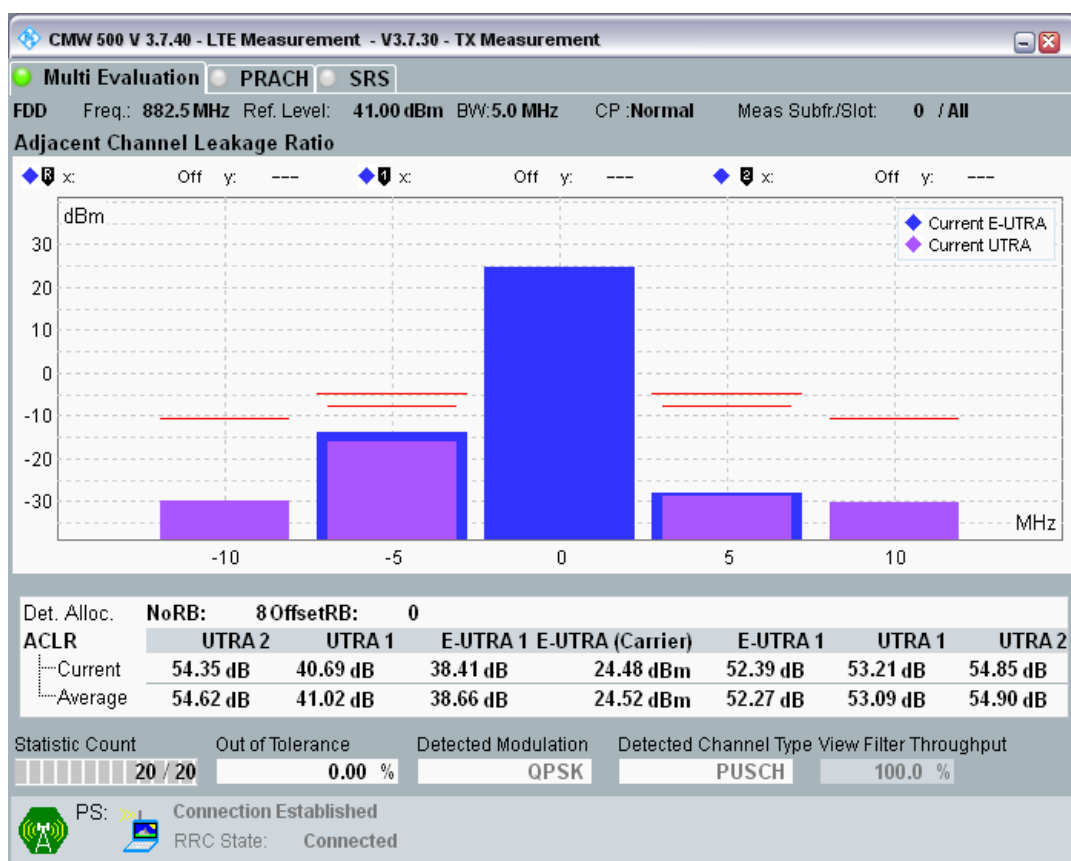 CMW 500 V 3.7.40 - LTE Measurement - V3.7.30 - TX Measurement
Multi Evaluation PRACH SRS
FDD Freq.: 882.5 MHz Ref. Level: 41.00 dBm BW: 5.0 MHz CP : Normal Meas Subfr./Slot: 0 / All
Adjacent Channel Leakage Ratio
R x: Off y: --- 1 x: Off y: --- 2 x: Off y: ---
dBm
Current E-UTRA
Current UTRA
30
20
10
0
-10
-20
-30
MHz
-10 -5 0 5 10
Det. Alloc. NoRB: 8 OffsetRB: 0
ACLR UTRA 2 UTRA 1 E-UTRA 1 E-UTRA (Carrier) E-UTRA 1 UTRA 1 UTRA 2
Current 54.35 dB 40.69 dB 38.41 dB 24.48 dBm 52.39 dB 53.21 dB 54.85 dB
Average 54.62 dB 41.02 dB 38.66 dB 24.52 dBm 52.27 dB 53.09 dB 54.90 dB
Statistic Count Out of Tolerance Detected Modulation Detected Channel Type View Filter Throughput
20 / 20 0.00 % QPSK PUSCH 100.0 %
PS: Connection Established
RRC State: Connected